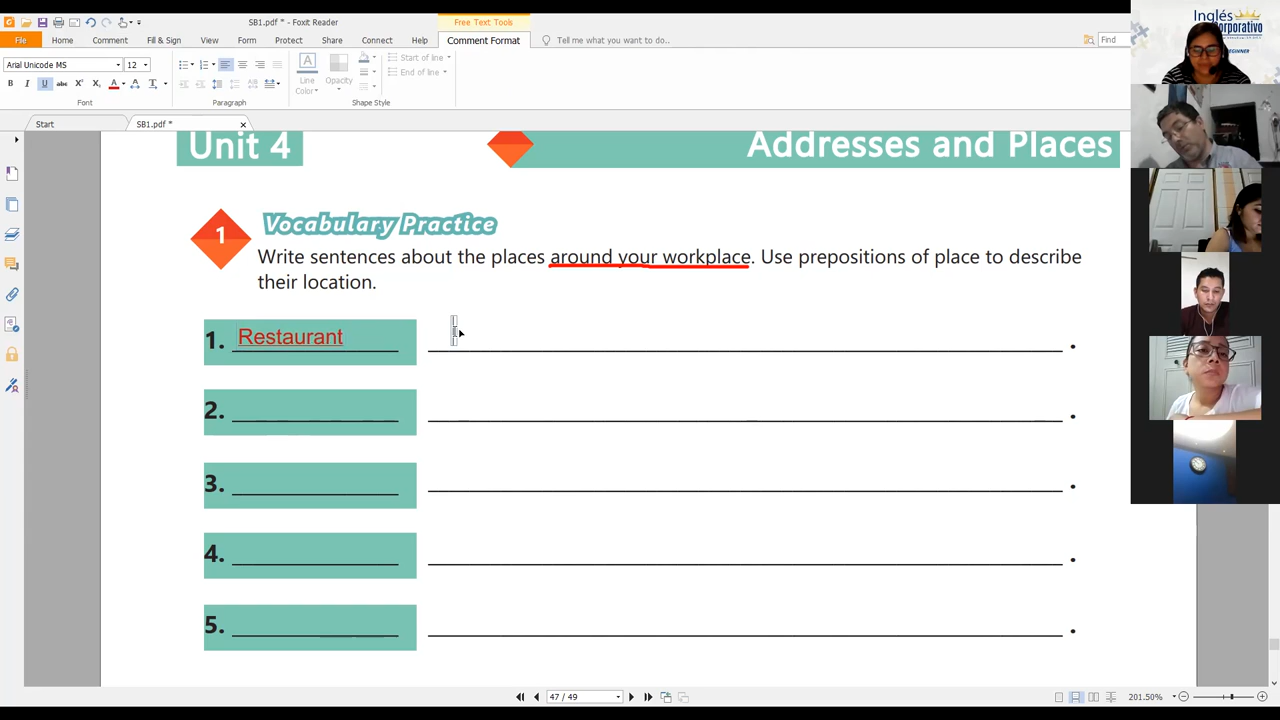 SB1.pdf * - Foxit Reader
Free Text Tools
File
Home
Comment
Fill & Sign
View
Form
Protect
Share
Connect
Help
Comment Format
Tell me what you want to do..
Find
Arial Unicode MS
12
Line Color
Opacity
Start of line
End of line
Font
Paragraph
Shape Style
Start
SB1.pdf *
Unit 4
Addresses and Places
1
Vocabulary Practice
Write sentences about the places around your workplace. Use prepositions of place to describe
their location.
1. Restaurant .
2. .
3. .
4. .
5. .
47 / 49
201.50%
Inglés